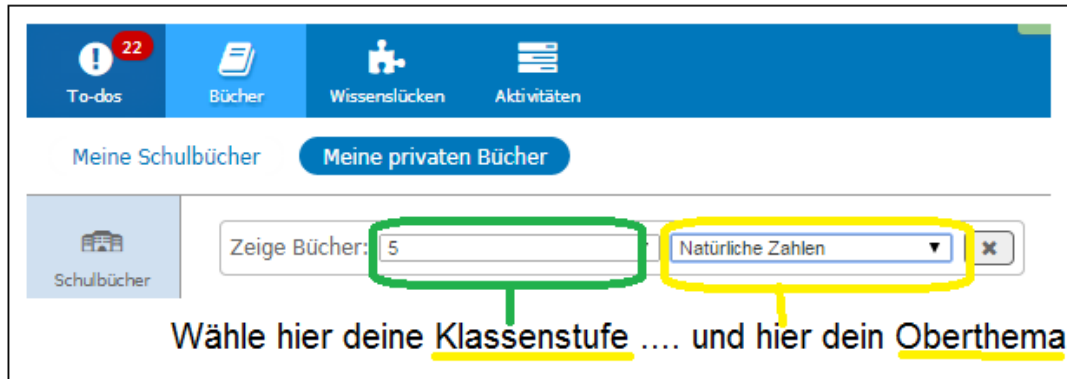 22
To-dos Bücher Wissenslücken Aktivitäten
Meine Schulbücher Meine privaten Bücher
Zeige Bücher: 5 Natürliche Zahlen
Schulbücher
Wähle hier deine Klassenstufe .... und hier dein Oberthema